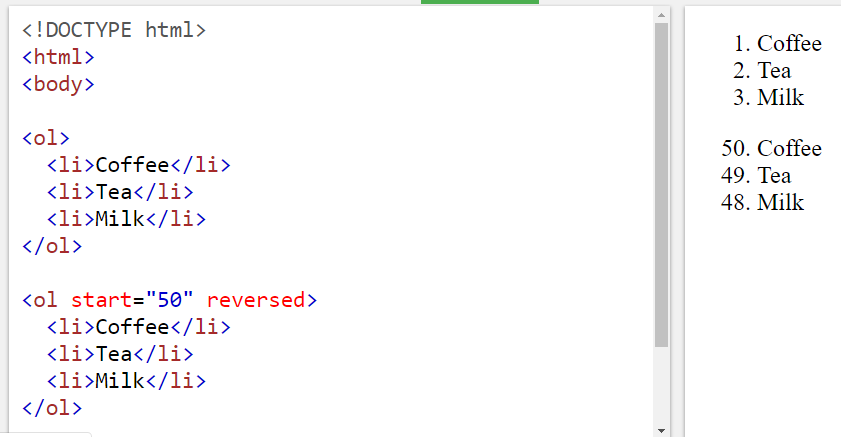 <!DOCTYPE html>
<html>
<body>
<ol>
<li>Coffee</li>
<li>Tea</li>
<li>Milk</li>
</ol>
<ol start="50" reversed>
<li>Coffee</li>
<li>Tea</li>
<li>Milk</li>
</ol>
1. Coffee
2. Tea
3. Milk
50. Coffee
49. Tea
48. Milk